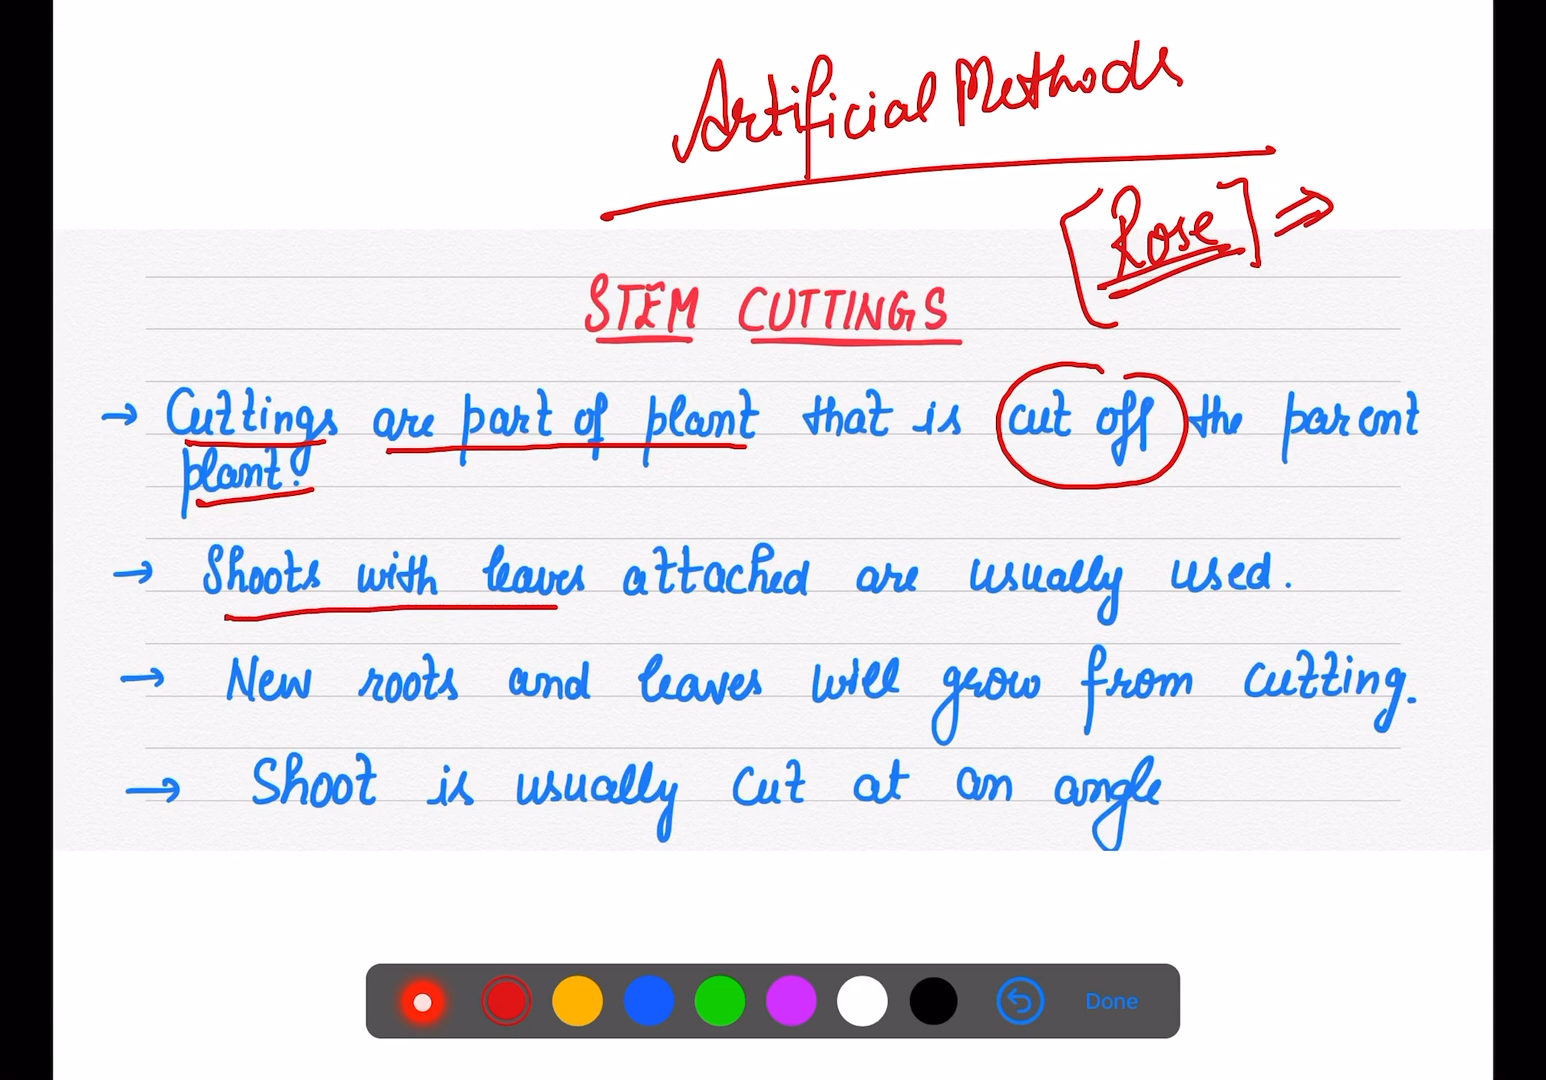 Artificial Methods
[Rose] ⇒
STEM CUTTINGS
→ Cuttings are part of plant that is cut off the parent
plant.
→ Shoots with leaves attached are usually used.
→ New roots and leaves will grow from cutting.
→ Shoot is usually cut at an angle
Done